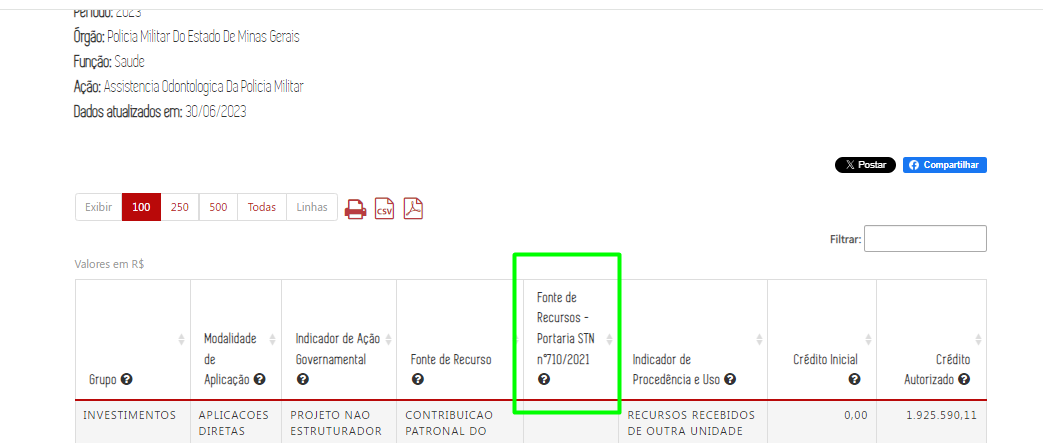 Período: 2023
Órgão: Policia Militar Do Estado De Minas Gerais
Função: Saude
Ação: Assistencia Odontologica Da Policia Militar
Dados atualizados em: 30/06/2023
X Postar
Compartilhar
Exibir 100 250 500 Todas Linhas
CSV
Filtrar:
Valores em R$
Grupo ?
Modalidade
de
Aplicação ?
Indicador de Ação
Governamental
?
Fonte de Recurso
?
Fonte de
Recursos -
Portaria STN
n°710/2021
?
Indicador de
Procedência e Uso ?
Crédito Inicial
?
Crédito
Autorizado ?
INVESTIMENTOS
APLICACOES
DIRETAS
PROJETO NAO
ESTRUTURADOR
CONTRIBUICAO
PATRONAL DO
RECURSOS RECEBIDOS
DE OUTRA UNIDADE
0,00
1.925.590,11